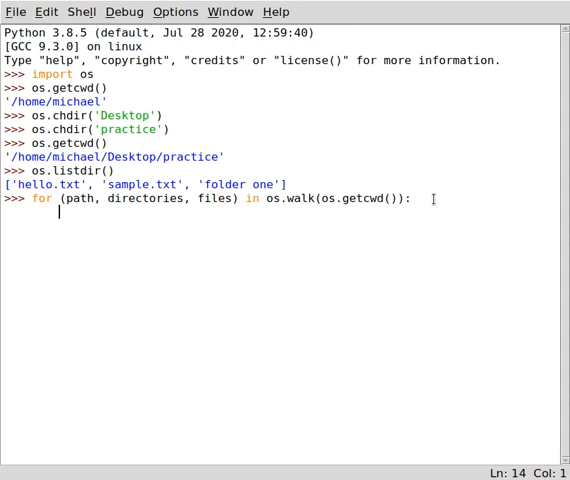 File Edit Shell Debug Options Window Help
Python 3.8.5 (default, Jul 28 2020, 12:59:40)
[GCC 9.3.0] on linux
Type "help", "copyright", "credits" or "license()" for more information.
>>> import os
>>> os.getcwd()
'/home/michael'
>>> os.chdir('Desktop')
>>> os.chdir('practice')
>>> os.getcwd()
'/home/michael/Desktop/practice'
>>> os.listdir()
['hello.txt', 'sample.txt', 'folder one']
>>> for (path, directories, files) in os.walk(os.getcwd()):
Ln: 14 Col: 1